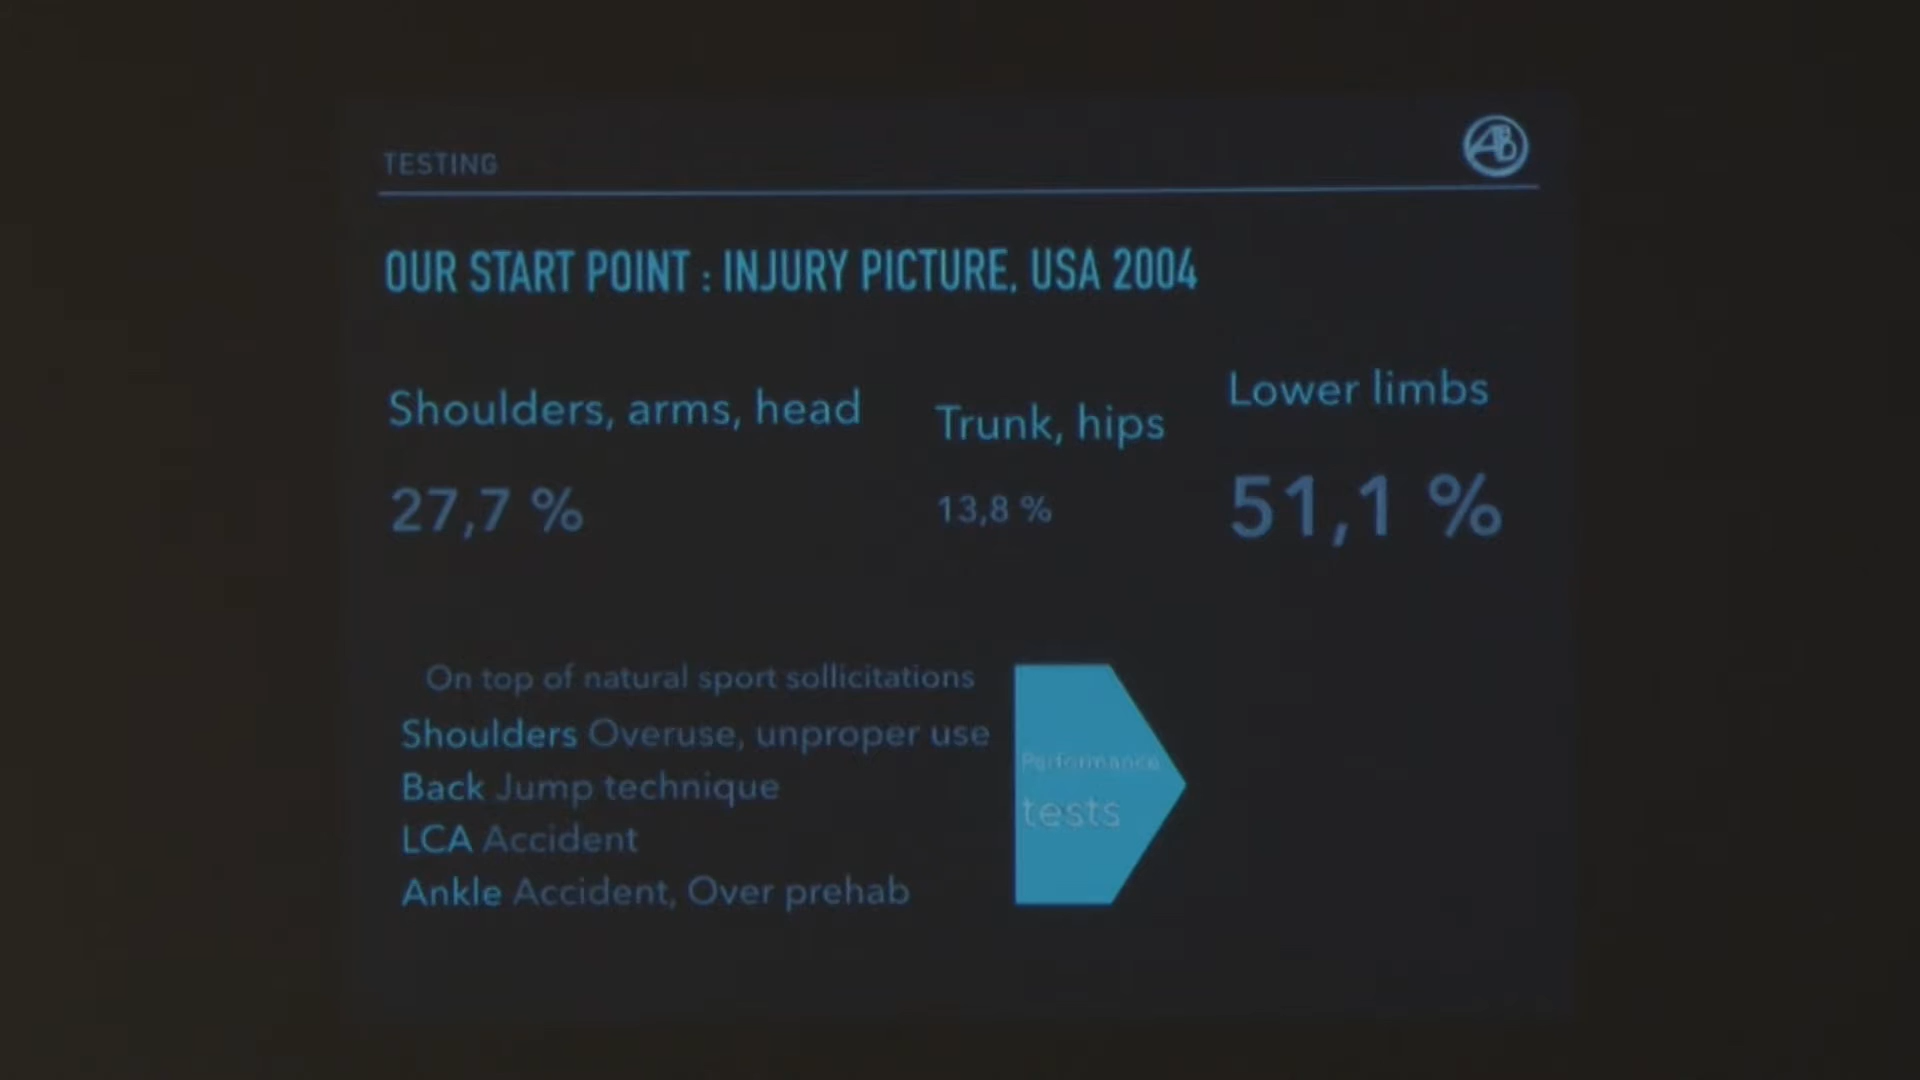 TESTING
AB
OUR START POINT : INJURY PICTURE, USA 2004
Shoulders, arms, head
Trunk, hips
Lower limbs
27,7 %
13,8 %
51,1 %
On top of natural sport sollicitations
Shoulders Overuse, unproper use
Back Jump technique
LCA Accident
Ankle Accident, Over prehab
Performance
tests